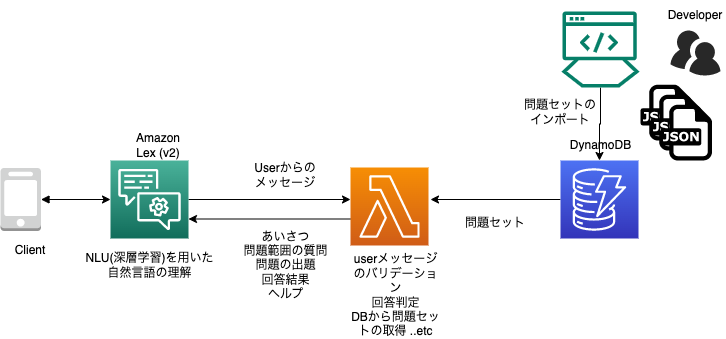 Developer
問題セットの
インポート
JS
JS
JSON
DynamoDB
Amazon
Lex (v2)
Userからの
メッセージ
Client
NLU(深層学習)を用いた
自然言語の理解
あいさつ
問題範囲の質問
問題の出題
回答結果
ヘルプ
問題セット
userメッセージ
のバリデーショ
ン
回答判定
DBから問題セッ
トの取得 ..etc